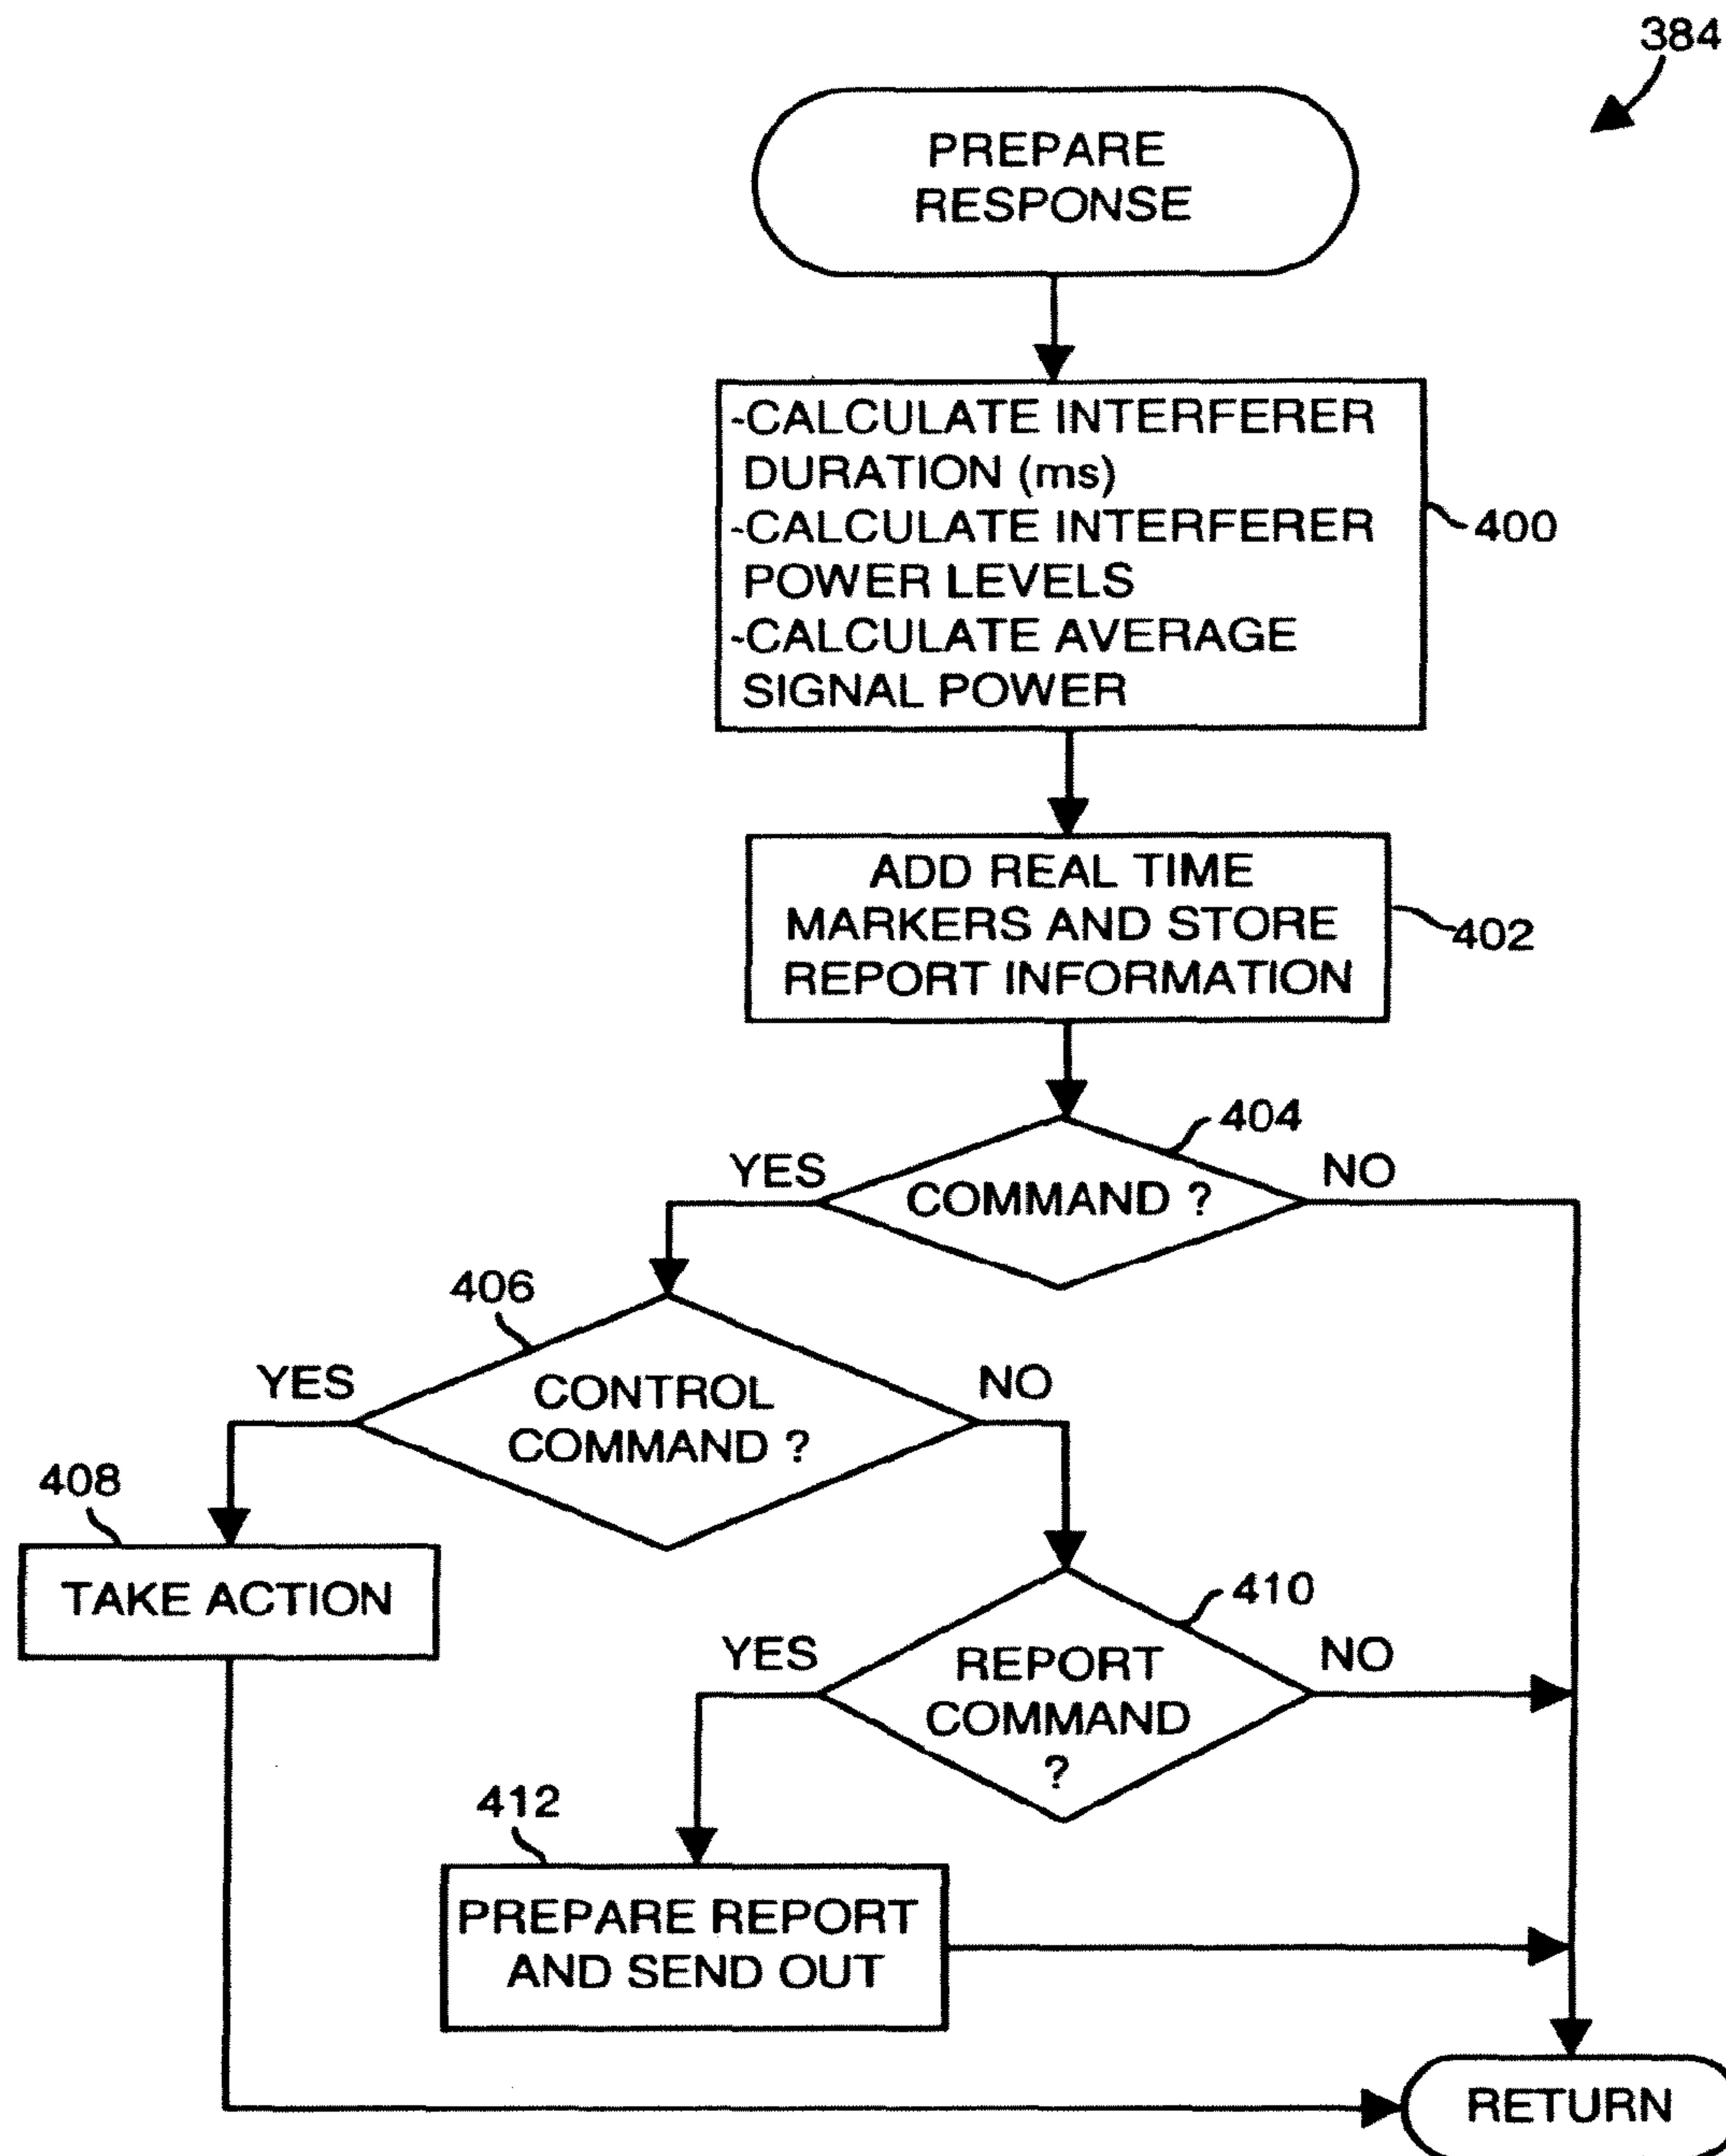 384
PREPARE
RESPONSE
-CALCULATE INTERFERER
DURATION (ms)
-CALCULATE INTERFERER
POWER LEVELS
-CALCULATE AVERAGE
SIGNAL POWER
400
ADD REAL TIME
MARKERS AND STORE
REPORT INFORMATION
402
404
YES
COMMAND ?
NO
406
YES
CONTROL
COMMAND ?
NO
408
TAKE ACTION
410
YES
REPORT
COMMAND
?
NO
412
PREPARE REPORT
AND SEND OUT
RETURN